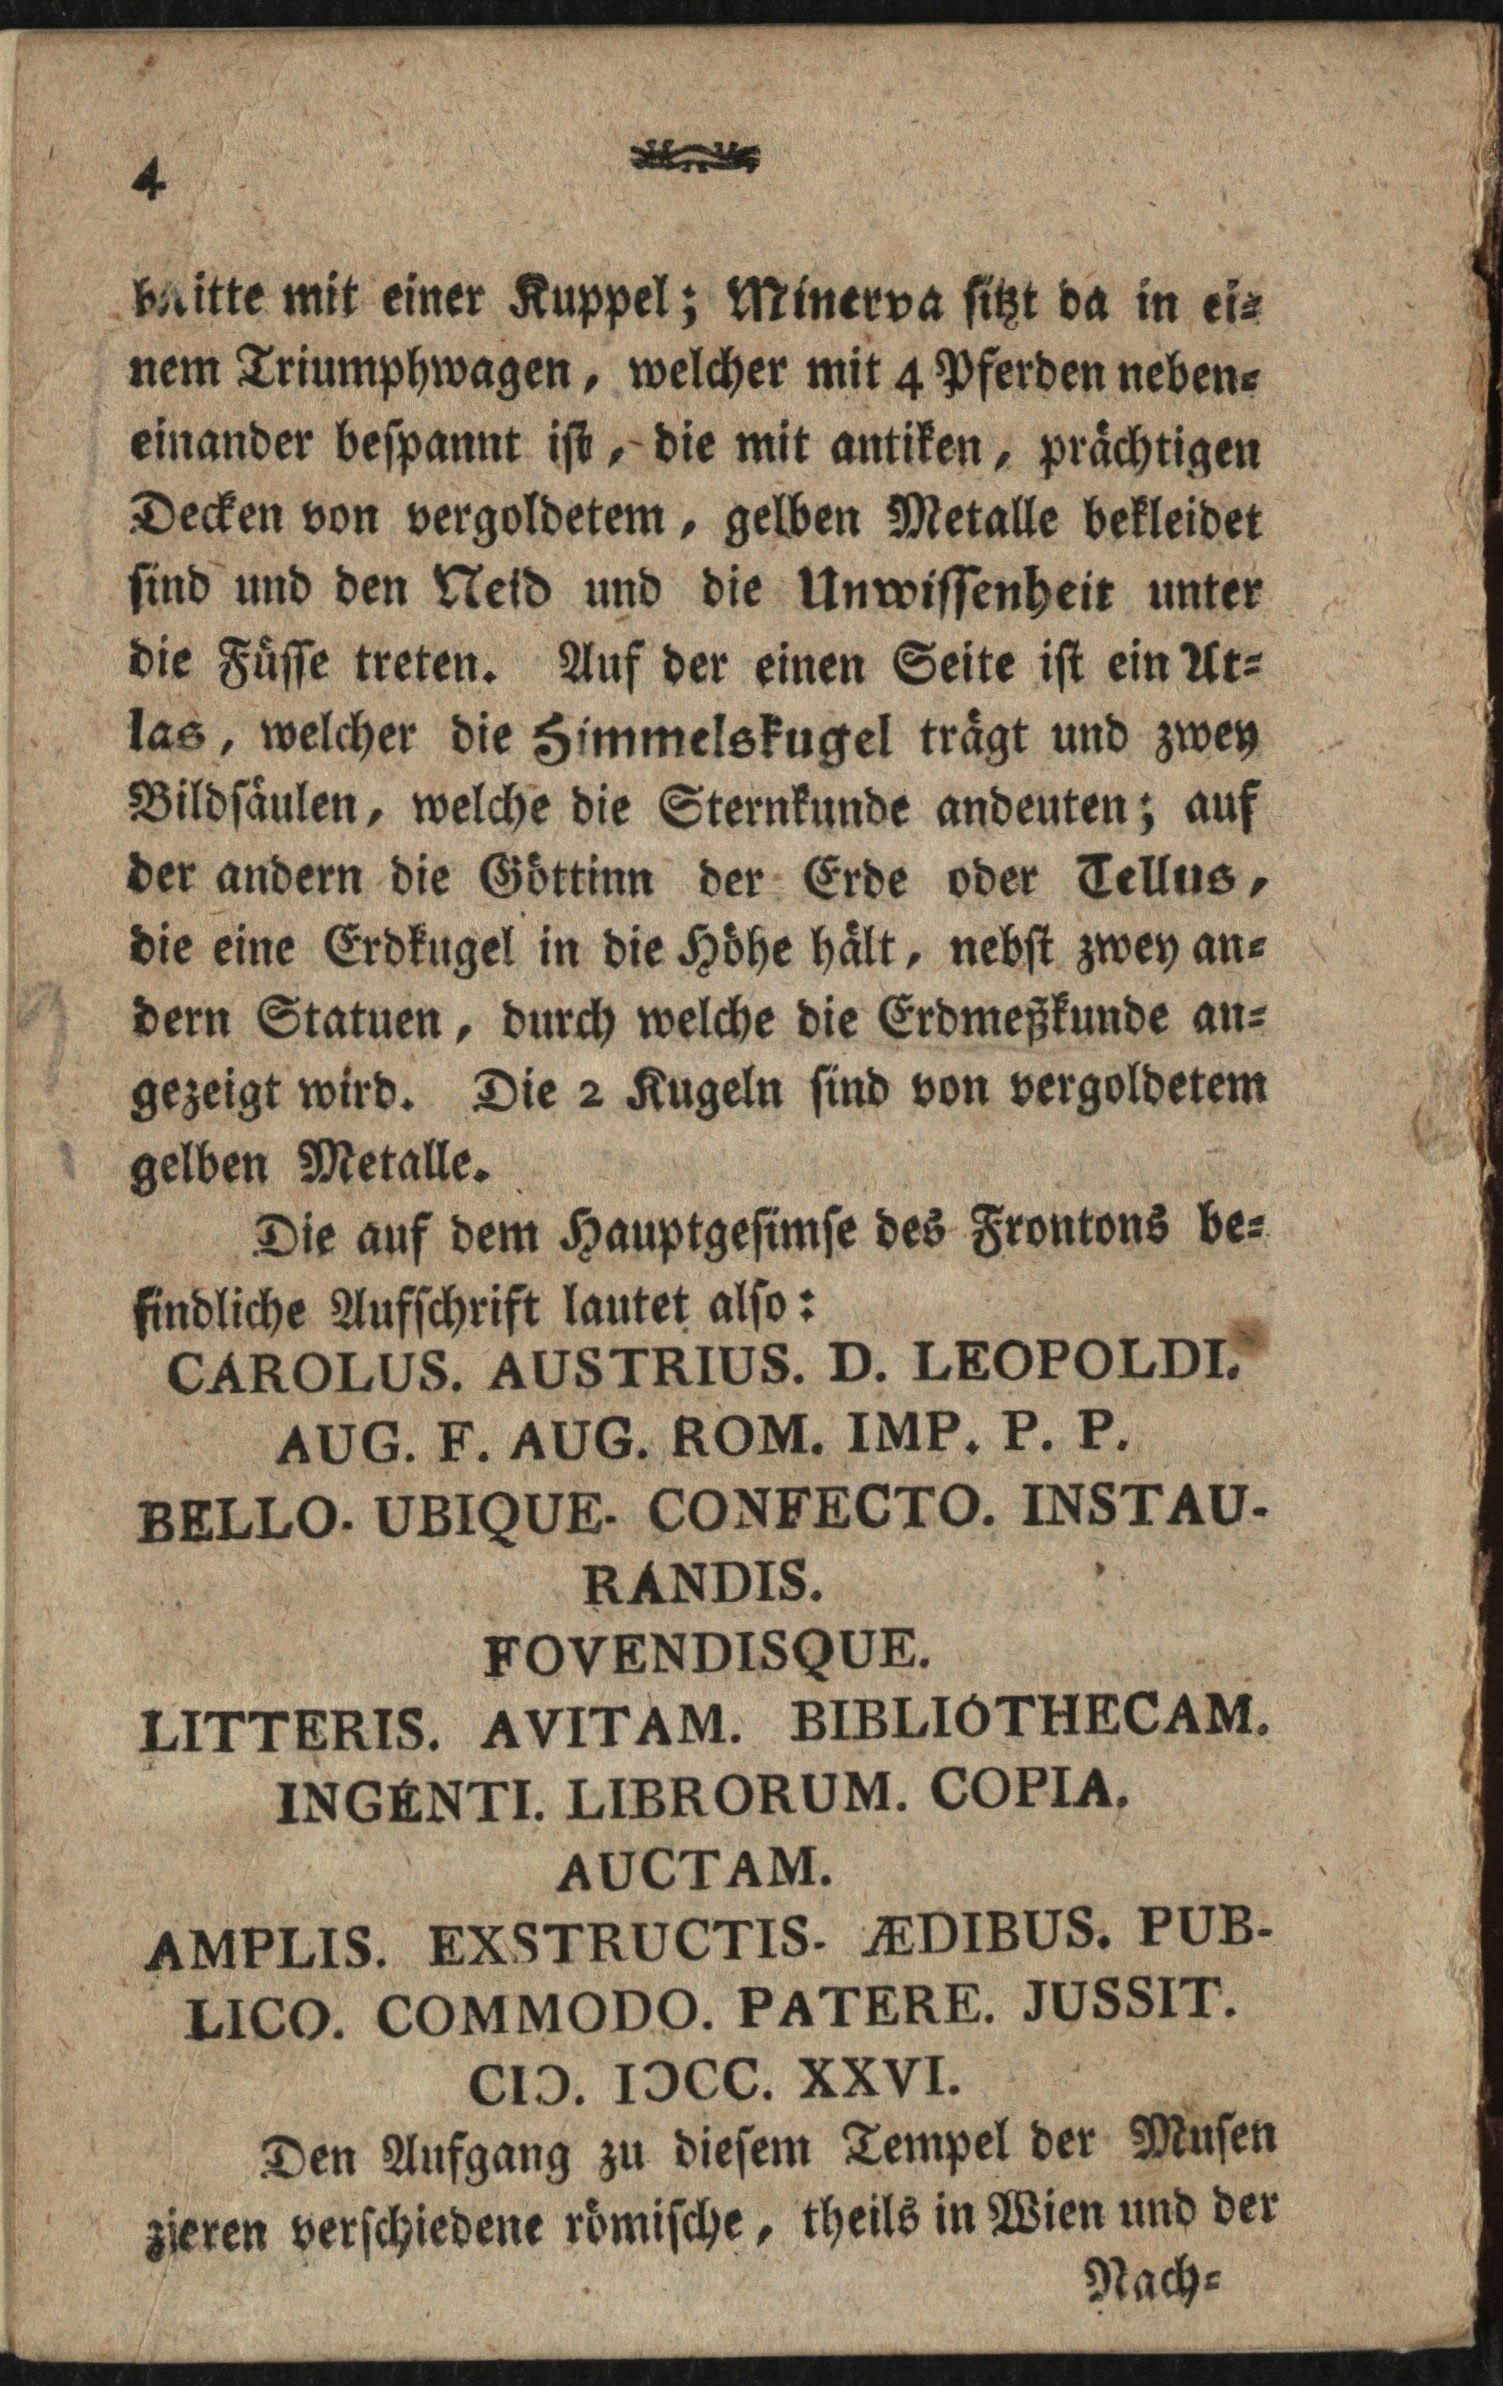 4
mit einer Kuppel; Minerva sitzt da in ei-
nem Triumphwagen, welcher mit 4 Pferden neben-
einander bespannt ist, die mit antiken, prächtigen
Decken von vergoldetem, gelben Metalle bekleidet
sind und den Neid und die Unwissenheit unter
die Füsse treten. Auf der einen Seite ist ein At-
las, welcher die Himmelskugel trägt und zwey
Bildsäulen, welche die Sternkunde andeuten; auf
der andern die Göttinn der Erde oder Tellus,
die eine Erdkugel in die Höhe hält, nebst zwey an-
dern Statuen, durch welche die Erdmeßkunde an-
gezeigt wird. Die 2 Kugeln sind von vergoldetem
gelben Metalle.
Die auf dem Hauptgesimse des Frontons be-
findliche Aufschrift lautet also:
CAROLUS. AUSTRIUS. D. LEOPOLDI.
AUG. F. AUG. ROM. IMP. P. P.
BELLO. UBIQUE. CONFECTO. INSTAU-
RANDIS.
FOVENDISQUE.
LITTERIS. AVITAM. BIBLIOTHECAM.
INGENTI. LIBRORUM. COPIA.
AUCTAM.
AMPLIS. EXSTRUCTIS. ÆDIBUS. PUB-
LICO. COMMODO. PATERE. JUSSIT.
CIↃ. IↃCC. XXVI.
Den Aufgang zu diesem Tempel der Musen
zieren verschiedene römische, theils in Wien und der
Nach-